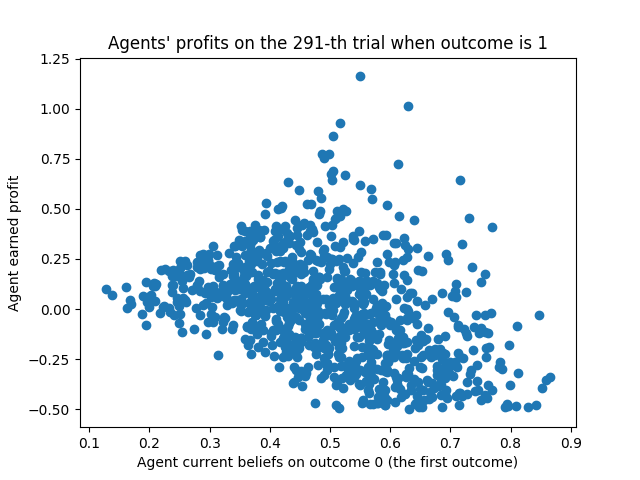 Agents' profits on the 291-th trial when outcome is 1
1.25
1.00
0.75
0.50
0.25
0.00
−0.25
−0.50
Agent earned profit
0.1 0.2 0.3 0.4 0.5 0.6 0.7 0.8 0.9
Agent current beliefs on outcome 0 (the first outcome)